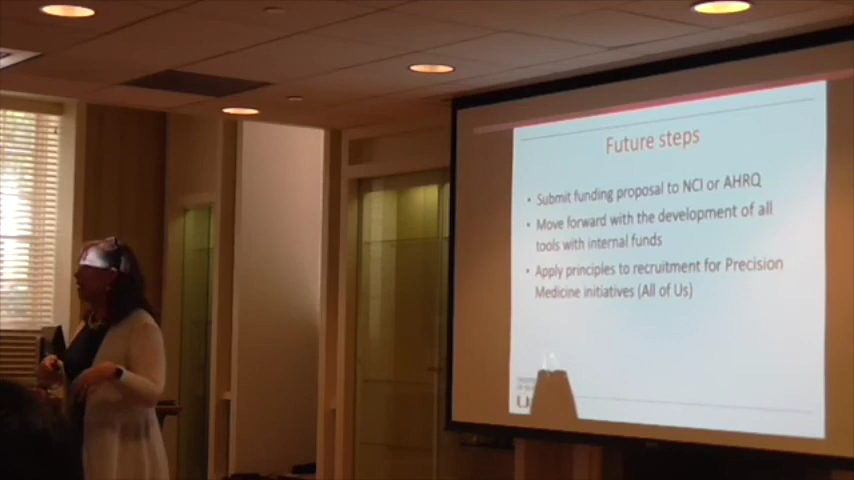 Future steps
• Submit funding proposal to NCI or AHRQ
• Move forward with the development of all
tools with internal funds
• Apply principles to recruitment for Precision
Medicine initiatives (All of Us)